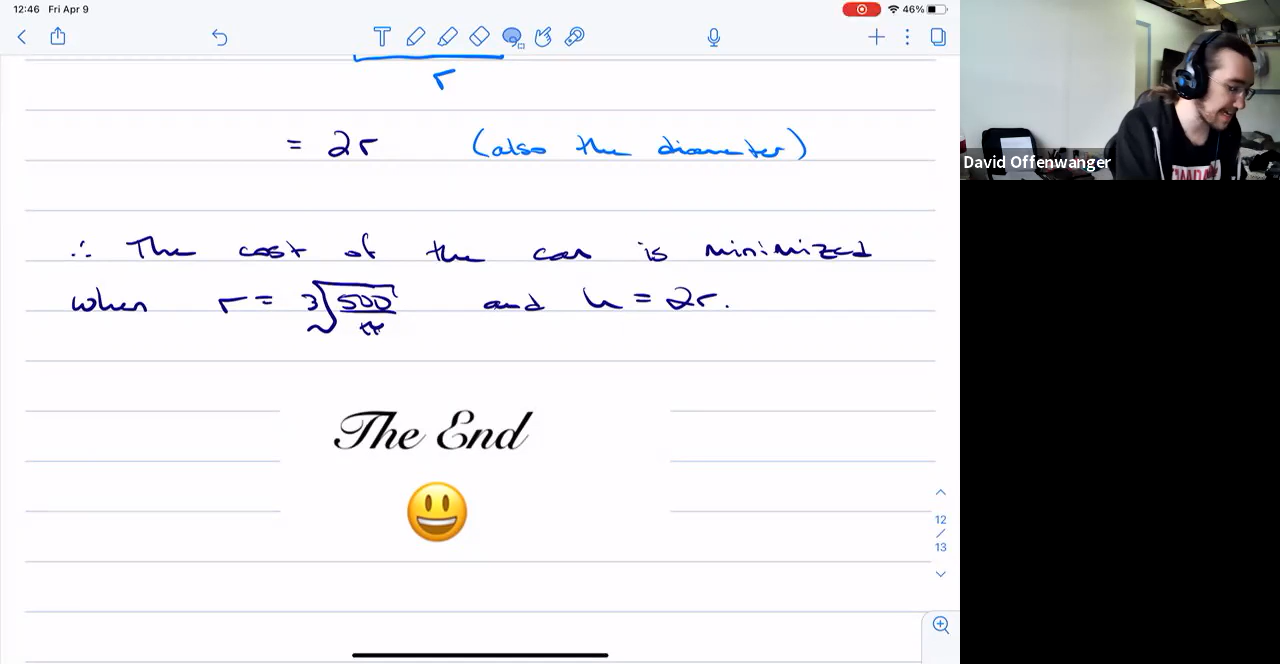 12:46 Fri Apr 9
46%
T
r
= 2r (also the diameter)
∴ The cost of the can is minimized
when r = ∛(500/π) and h = 2r.
The End
12
/
13
David Offenwanger